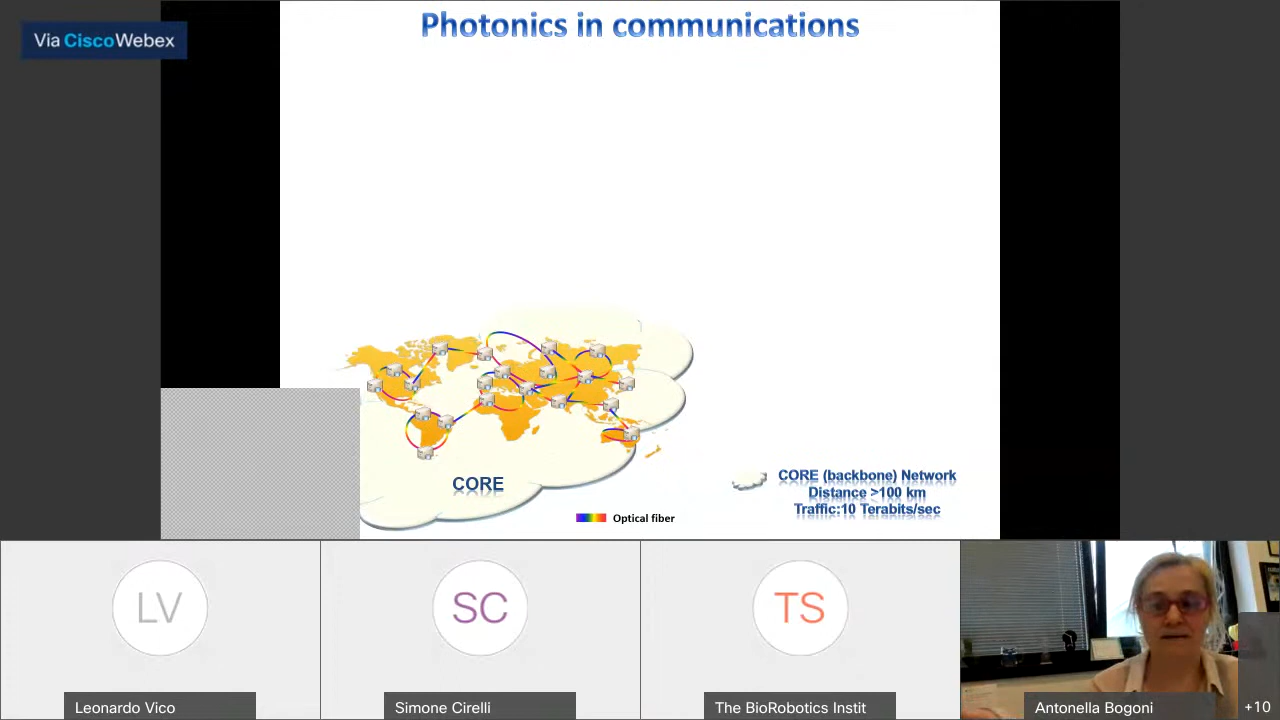 Photonics in communications
Via CiscoWebex
CORE
CORE (backbone) Network
Distance >100 km
Traffic:10 Terabits/sec
Optical fiber
LV
SC
TS
Leonardo Vico
Simone Cirelli
The BioRobotics Instit
Antonella Bogoni
+10